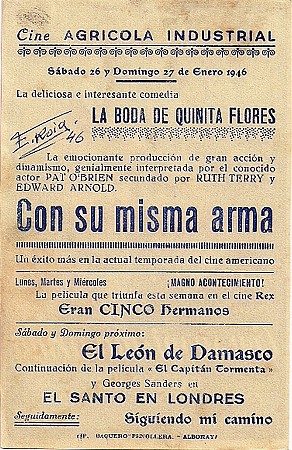 Cine AGRICOLA INDUSTRIAL
Sábado 26 y Domingo 27 de Enero 1946
La deliciosa e interesante comedia
LA BODA DE QUINITA FLORES
E. Roig
46
La emocionante producción de gran acción y
dinamismo, genialmente interpretada por el conocido
actor PAT O'BRIEN secundado por RUTH TERRY y
EDWARD ARNOLD.
Con su misma arma
Un éxito más en la actual temporada del cine americano
Lunes, Martes y Miércoles ¡MAGNO ACONTECIMIENTO!
La pelicula que triunfa esta semana en el cine Rex
Gran CINCO Hermanos
Sábado y Domingo próximo:
El León de Damasco
Continuación de la película « El Capitán Tormenta »
y Georges Sanders en
EL SANTO EN LONDRES
Seguidamente: Siguiendo mi camino
BAQUERO-FENOLLERA. - ALBORAYA